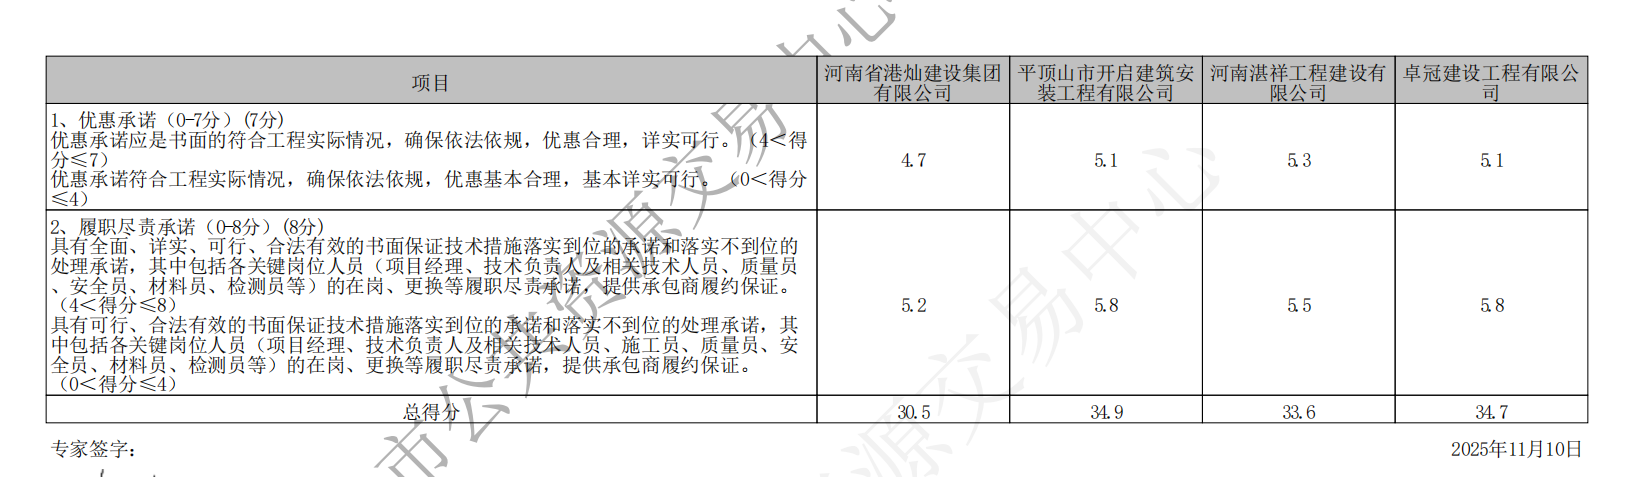 项目
河南省港灿建设集团
有限公司
平顶山市开启建筑安
装工程有限公司
河南湛祥工程建设有
限公司
卓冠建设工程有限公
司
1、优惠承诺（0-7分）(7分)
优惠承诺应是书面的符合工程实际情况，确保依法依规，优惠合理，详实可行。（4＜得
分≤7）
优惠承诺符合工程实际情况，确保依法依规，优惠基本合理，基本详实可行。（0＜得分
≤4）
4.7
5.1
5.3
5.1
2、履职尽责承诺（0-8分）(8分)
具有全面、详实、可行、合法有效的书面保证技术措施落实到位的承诺和落实不到位的
处理承诺，其中包括各关键岗位人员（项目经理、技术负责人及相关技术人员、质量员
、安全员、材料员、检测员等）的在岗、更换等履职尽责承诺，提供承包商履约保证。
（4＜得分≤8）
具有可行、合法有效的书面保证技术措施落实到位的承诺和落实不到位的处理承诺，其
中包括各关键岗位人员（项目经理、技术负责人及相关技术人员、施工员、质量员、安
全员、材料员、检测员等）的在岗、更换等履职尽责承诺，提供承包商履约保证。
（0＜得分≤4）
5.2
5.8
5.5
5.8
总得分
30.5
34.9
33.6
34.7
专家签字：
2025年11月10日
市公共资源交易中心
源交易中心